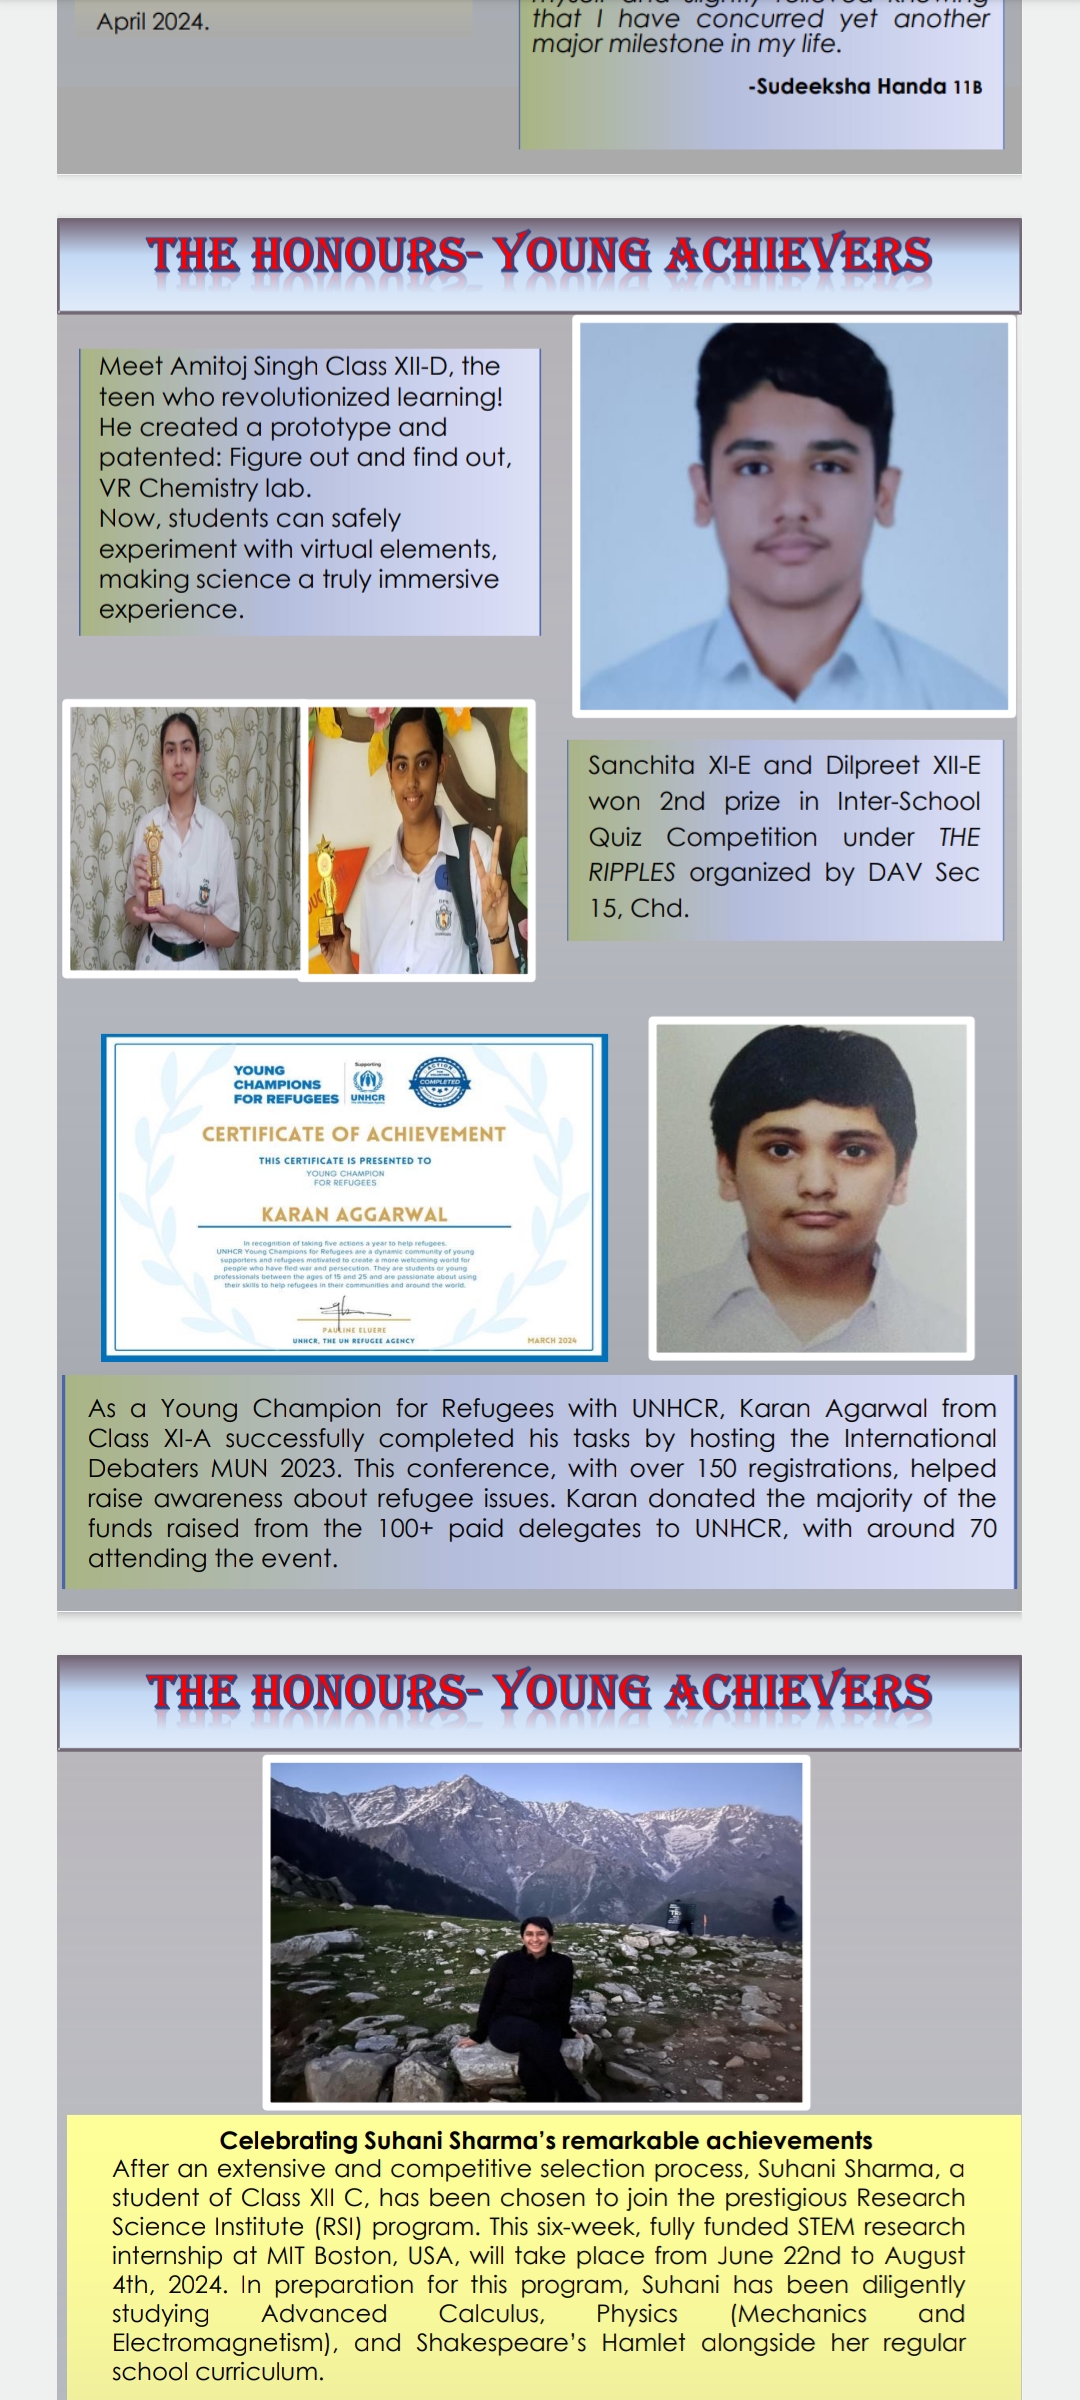 April 2024.
that I have concurred yet another
major milestone in my life.
-Sudeeksha Handa 11B
THE HONOURS- YOUNG ACHIEVERS
Meet Amitoj Singh Class XII-D, the
teen who revolutionized learning!
He created a prototype and
patented: Figure out and find out,
VR Chemistry lab.
Now, students can safely
experiment with virtual elements,
making science a truly immersive
experience.
Sanchita XI-E and Dilpreet XII-E
won 2nd prize in Inter-School
Quiz Competition under THE
RIPPLES organized by DAV Sec
15, Chd.
YOUNG
CHAMPIONS
FOR REFUGEES
Supporting
UNHCR
ACTION
COMPLETED
CERTIFICATE OF ACHIEVEMENT
THIS CERTIFICATE IS PRESENTED TO
YOUNG CHAMPION
FOR REFUGEES
KARAN AGGARWAL
In recognition of taking five actions a year to help refugees.
UNHCR Young Champions for Refugees are a dynamic community of young
supporters and refugees motivated to create a more welcoming world for
people who have fled war and persecution. They are students or young
professionals between the ages of 15 and 25 and are passionate about using
their skills to help refugees in their communities and around the world.
PAULINE ELUERE
UNHCR, THE UN REFUGEE AGENCY
MARCH 2024
As a Young Champion for Refugees with UNHCR, Karan Agarwal from
Class XI-A successfully completed his tasks by hosting the International
Debaters MUN 2023. This conference, with over 150 registrations, helped
raise awareness about refugee issues. Karan donated the majority of the
funds raised from the 100+ paid delegates to UNHCR, with around 70
attending the event.
THE HONOURS- YOUNG ACHIEVERS
Celebrating Suhani Sharma's remarkable achievements
After an extensive and competitive selection process, Suhani Sharma, a
student of Class XII C, has been chosen to join the prestigious Research
Science Institute (RSI) program. This six-week, fully funded STEM research
internship at MIT Boston, USA, will take place from June 22nd to August
4th, 2024. In preparation for this program, Suhani has been diligently
studying Advanced Calculus, Physics (Mechanics and
Electromagnetism), and Shakespeare's Hamlet alongside her regular
school curriculum.